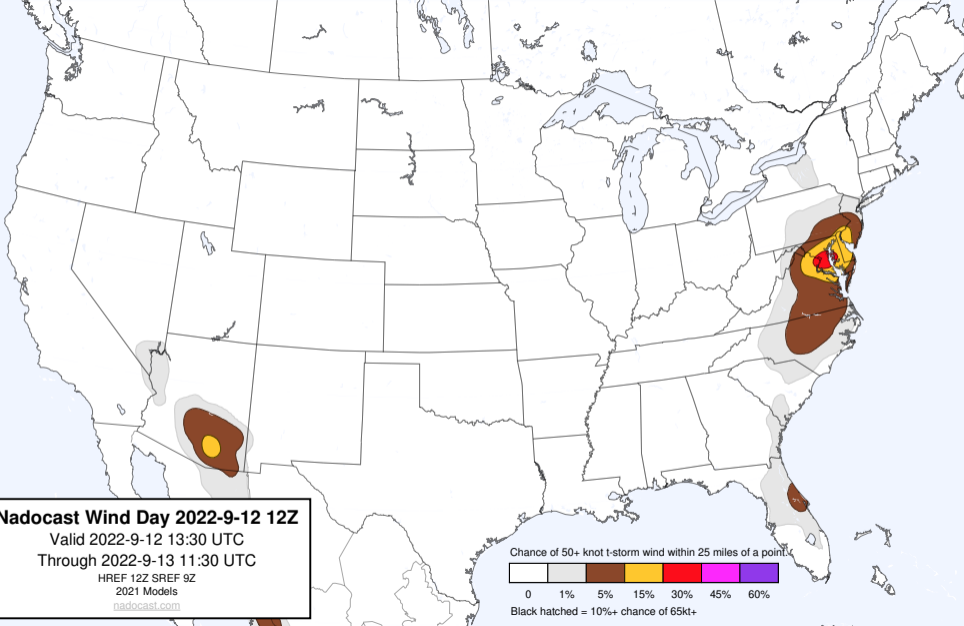 Nadocast Wind Day 2022-9-12 12Z
Valid 2022-9-12 13:30 UTC
Through 2022-9-13 11:30 UTC
HREF 12Z SREF 9Z
2021 Models
nadocast.com
Chance of 50+ knot t-storm wind within 25 miles of a point.
0 1% 5% 15% 30% 45% 60%
Black hatched = 10%+ chance of 65kt+